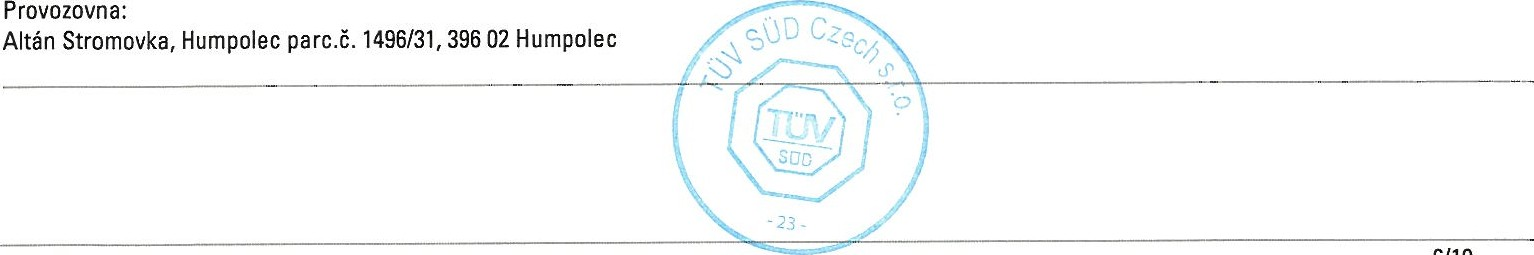 Provozovna:
Altán Stromovka, Humpolec parc.č. 1496/31, 396 02 Humpolec
TÜV SÜD Czech s.r.o.
TÜV
SÜD
- 23 -